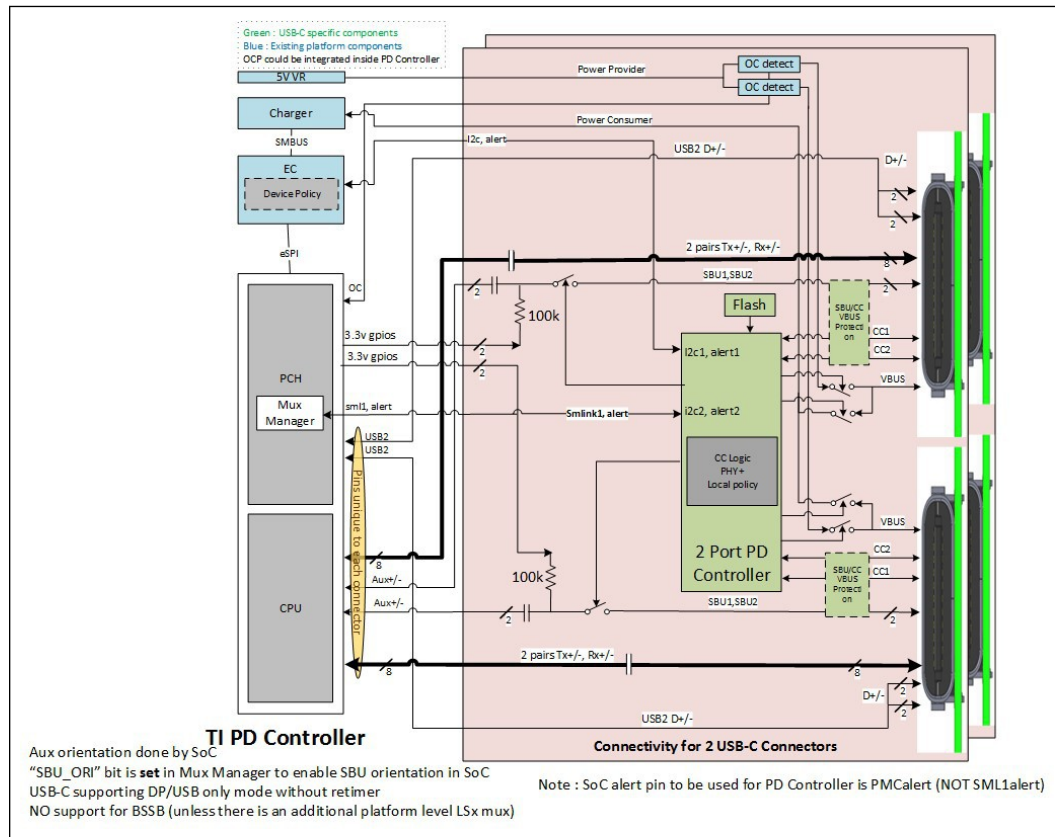 Green : USB-C specific components
Blue : Existing platform components
OCP could be integrated inside PD Controller
5V VR
Power Provider
OC detect
OC detect
Charger
Power Consumer
SMBUS
I2c, alert
USB2 D+/-
D+/-
EC
Device Policy
2
2
eSPI
2 pairs Tx+/-, Rx+/-
8
SBU1,SBU2
OC
2
2
100k
Flash
SBU/CC
VBUS
Protecti
on
CC1
3.3v gpios
2
I2c1, alert1
CC2
3.3v gpios
2
PCH
VBUS
Mux
Manager
sml1, alert
Smlink1, alert
i2c2, alert2
USB2
USB2
CC Logic
PHY+
Local policy
Pins unique to each connector
VBUS
8
2 Port PD
Controller
CC2
100k
SBU/CC
VBUS
Protecti
on
CC1
Aux+/-
CPU
Aux+/-
2
SBU1,SBU2
2
2 pairs Tx+/-, Rx+/-
8
8
D+/-
2
2
USB2 D+/-
TI PD Controller
Connectivity for 2 USB-C Connectors
Aux orientation done by SoC
“SBU_ORI” bit is set in Mux Manager to enable SBU orientation in SoC
USB-C supporting DP/USB only mode without retimer
NO support for BSSB (unless there is an additional platform level LSx mux)
Note : SoC alert pin to be used for PD Controller is PMCalert (NOT SML1alert)